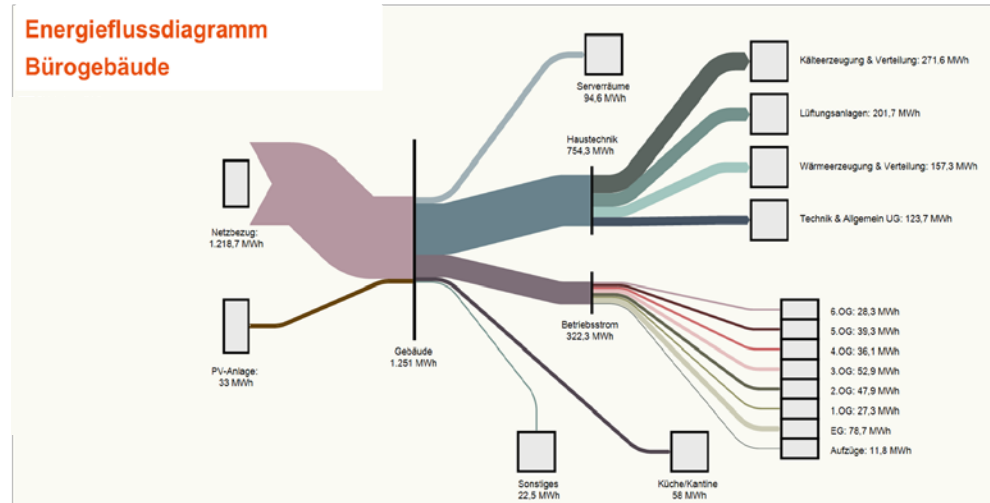 Energieflussdiagramm
Bürogebäude
Serverräume
94,6 MWh
Kälteerzeugung & Verteilung: 271,6 MWh
Lüftungsanlagen: 201,7 MWh
Haustechnik
754,3 MWh
Wärmeerzeugung & Verteilung: 157,3 MWh
Technik & Allgemein UG: 123,7 MWh
Netzbezug:
1.218,7 MWh
Betriebsstrom
322,3 MWh
Gebäude
1.251 MWh
PV-Anlage:
33 MWh
6.OG: 28,3 MWh
5.OG: 39,3 MWh
4.OG: 36,1 MWh
3.OG: 52,9 MWh
2.OG: 47,9 MWh
1.OG: 27,3 MWh
EG: 78,7 MWh
Aufzüge: 11,8 MWh
Sonstiges
22,5 MWh
Küche/Kantine
58 MWh